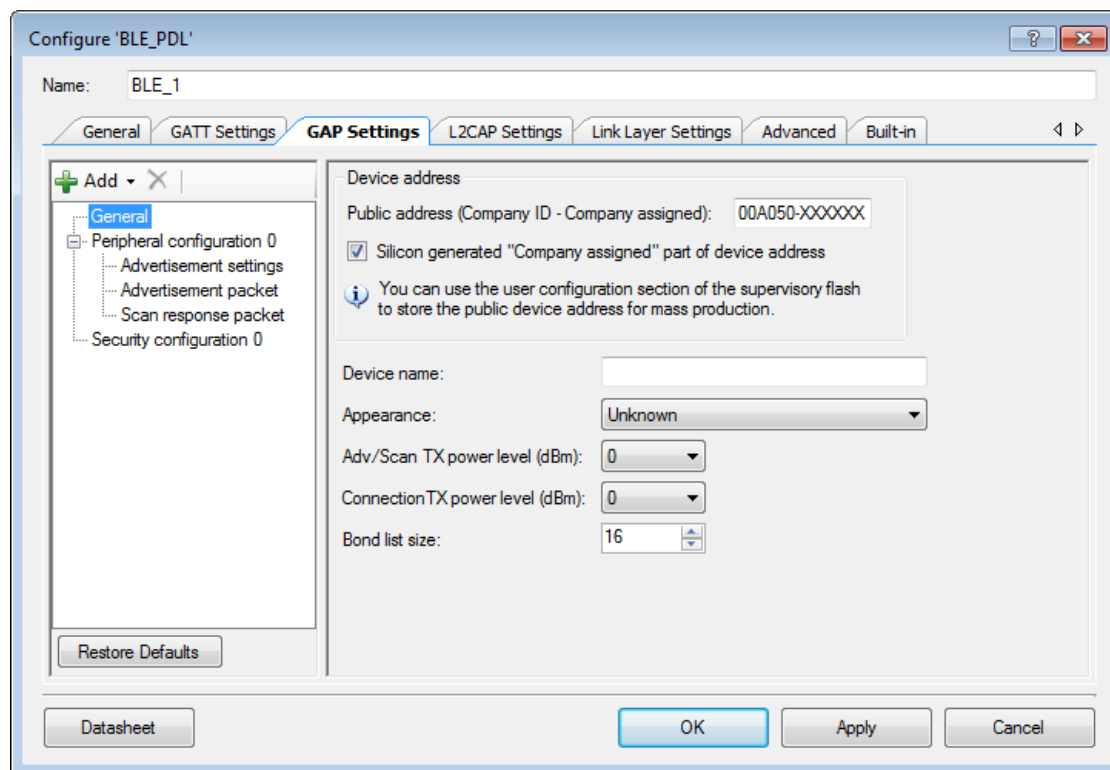 Configure 'BLE_PDL'
Name: BLE_1
General GATT Settings GAP Settings L2CAP Settings Link Layer Settings Advanced Built-in
Add
General
Peripheral configuration 0
Advertisement settings
Advertisement packet
Scan response packet
Security configuration 0
Restore Defaults
Device address
Public address (Company ID - Company assigned): 00A050-XXXXXX
Silicon generated "Company assigned" part of device address
You can use the user configuration section of the supervisory flash
to store the public device address for mass production.
Device name:
Appearance: Unknown
Adv/Scan TX power level (dBm): 0
Connection TX power level (dBm): 0
Bond list size: 16
Datasheet OK Apply Cancel